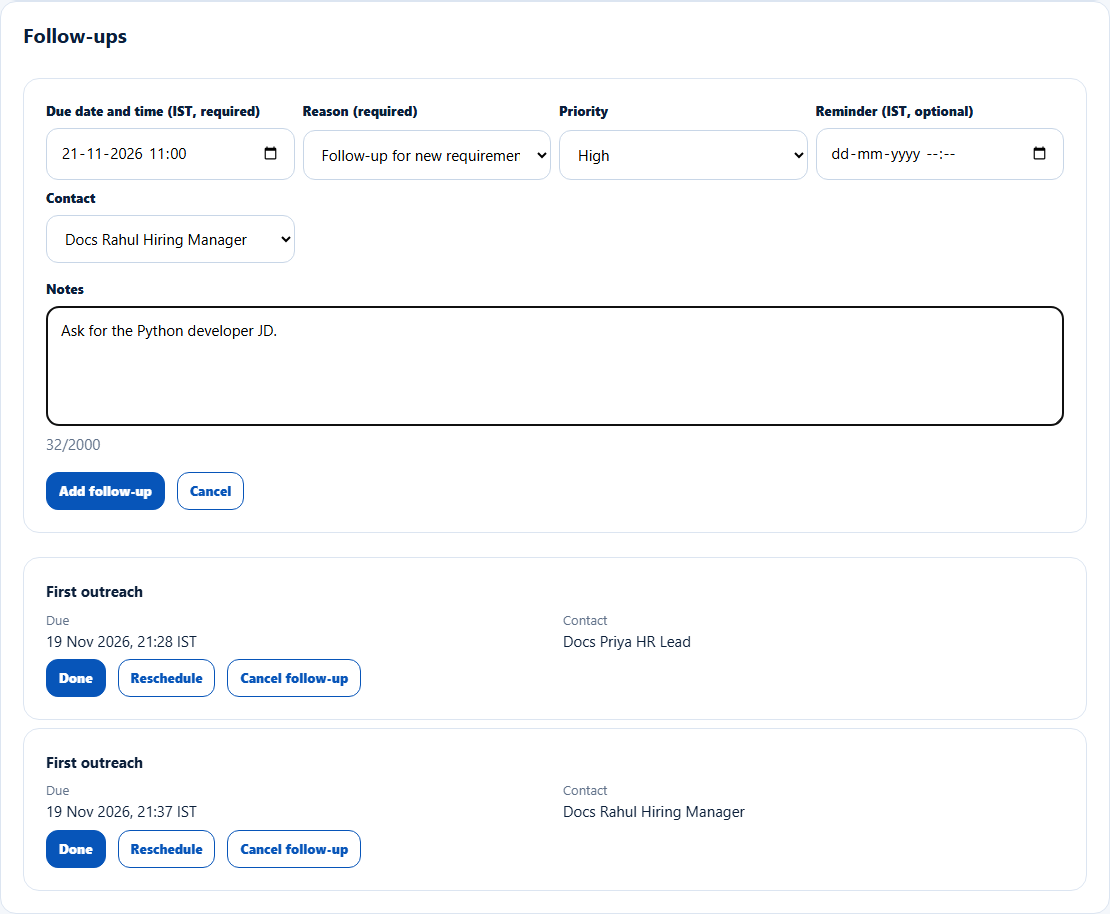 Follow-ups
Due date and time (IST, required) Reason (required) Priority Reminder (IST, optional)
21-11-2026 11:00 Follow-up for new requiremen High dd-mm-yyyy --:--
Contact
Docs Rahul Hiring Manager
Notes
Ask for the Python developer JD.
32/2000
Add follow-up Cancel
First outreach
Due Contact
19 Nov 2026, 21:28 IST Docs Priya HR Lead
Done Reschedule Cancel follow-up
First outreach
Due Contact
19 Nov 2026, 21:37 IST Docs Rahul Hiring Manager
Done Reschedule Cancel follow-up